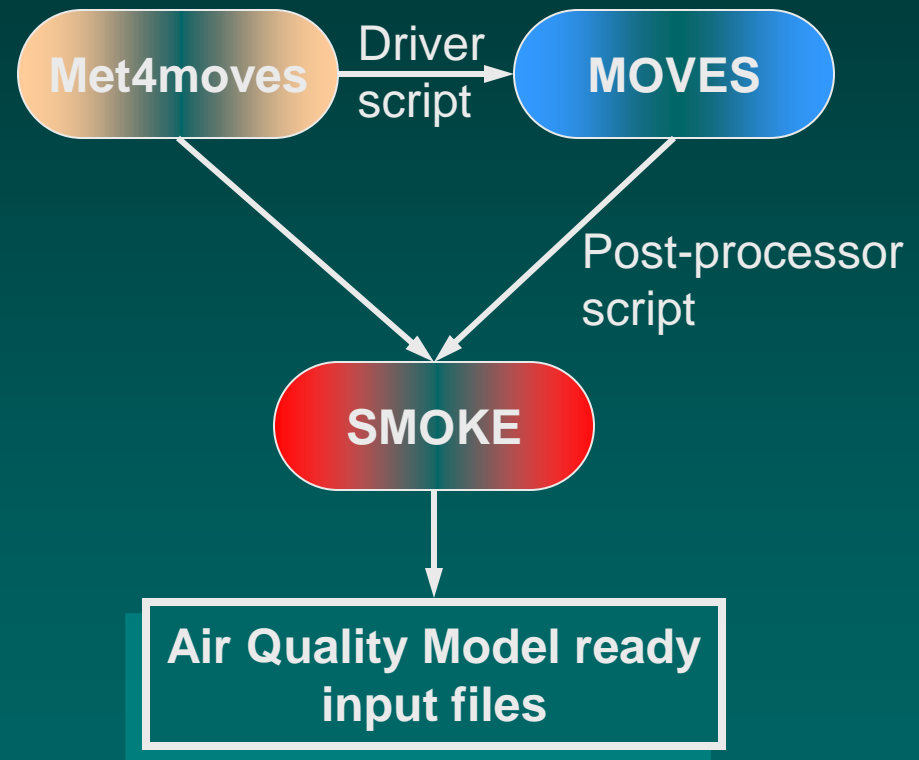 Met4moves
Driver
script
MOVES
Post-processor
script
SMOKE
Air Quality Model ready
input files